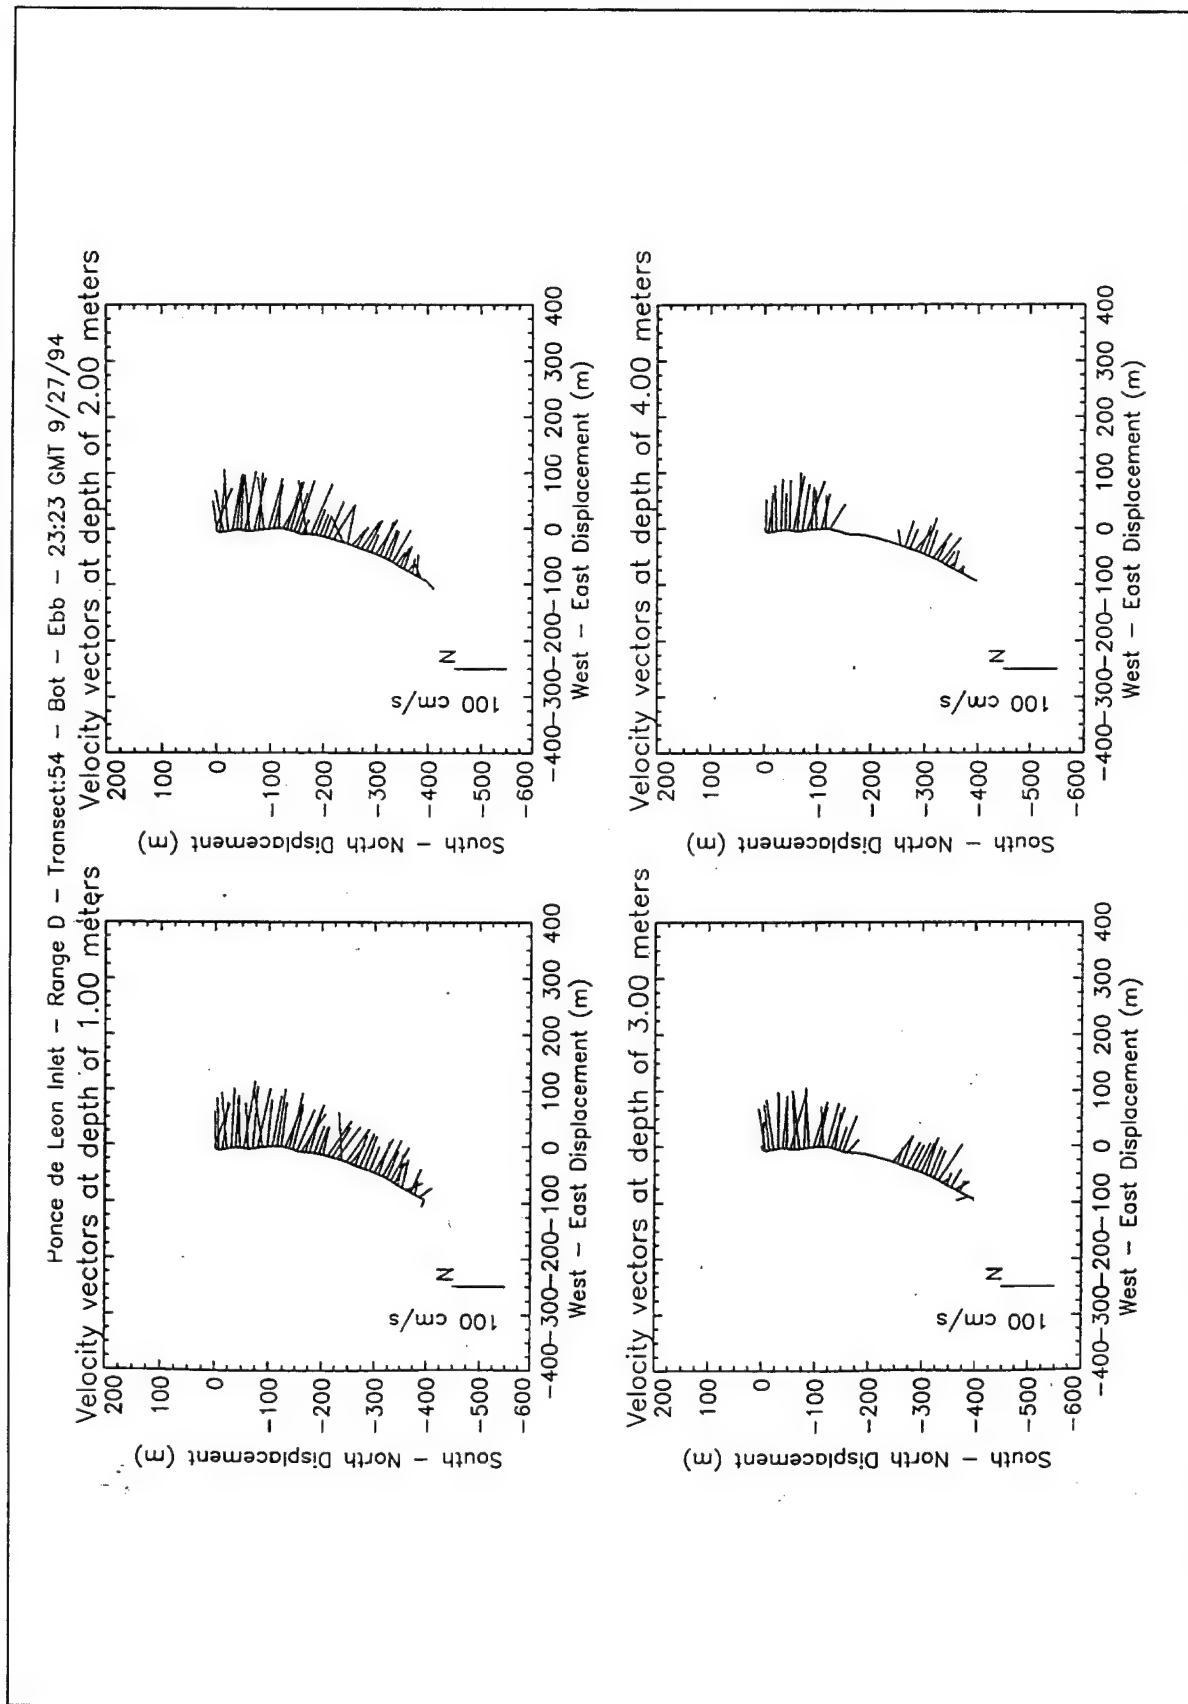 Ponce de Leon Inlet – Range D – Transect:54 – Bot – Ebb – 23:23 GMT 9/27/94
Velocity vectors at depth of 1.00 meters
200
0
-100
-200
-300
-400
-500
-600
South – North Displacement (m)
100 cm/s
N
-400-300-200-100 0 100 200 300 400
West – East Displacement (m)
Velocity vectors at depth of 2.00 meters
200
100
0
-100
-200
-300
-400
-500
-600
South – North Displacement (m)
100 cm/s
N
-400-300-200-100 0 100 200 300 400
West – East Displacement (m)
Velocity vectors at depth of 3.00 meters
200
100
0
-100
-200
-300
-400
-500
-600
South – North Displacement (m)
100 cm/s
N
-400-300-200-100 0 100 200 300 400
West – East Displacement (m)
Velocity vectors at depth of 4.00 meters
200
100
0
-100
-200
-300
-400
-500
-600
South – North Displacement (m)
100 cm/s
N
-400-300-200-100 0 100 200 300 400
West – East Displacement (m)